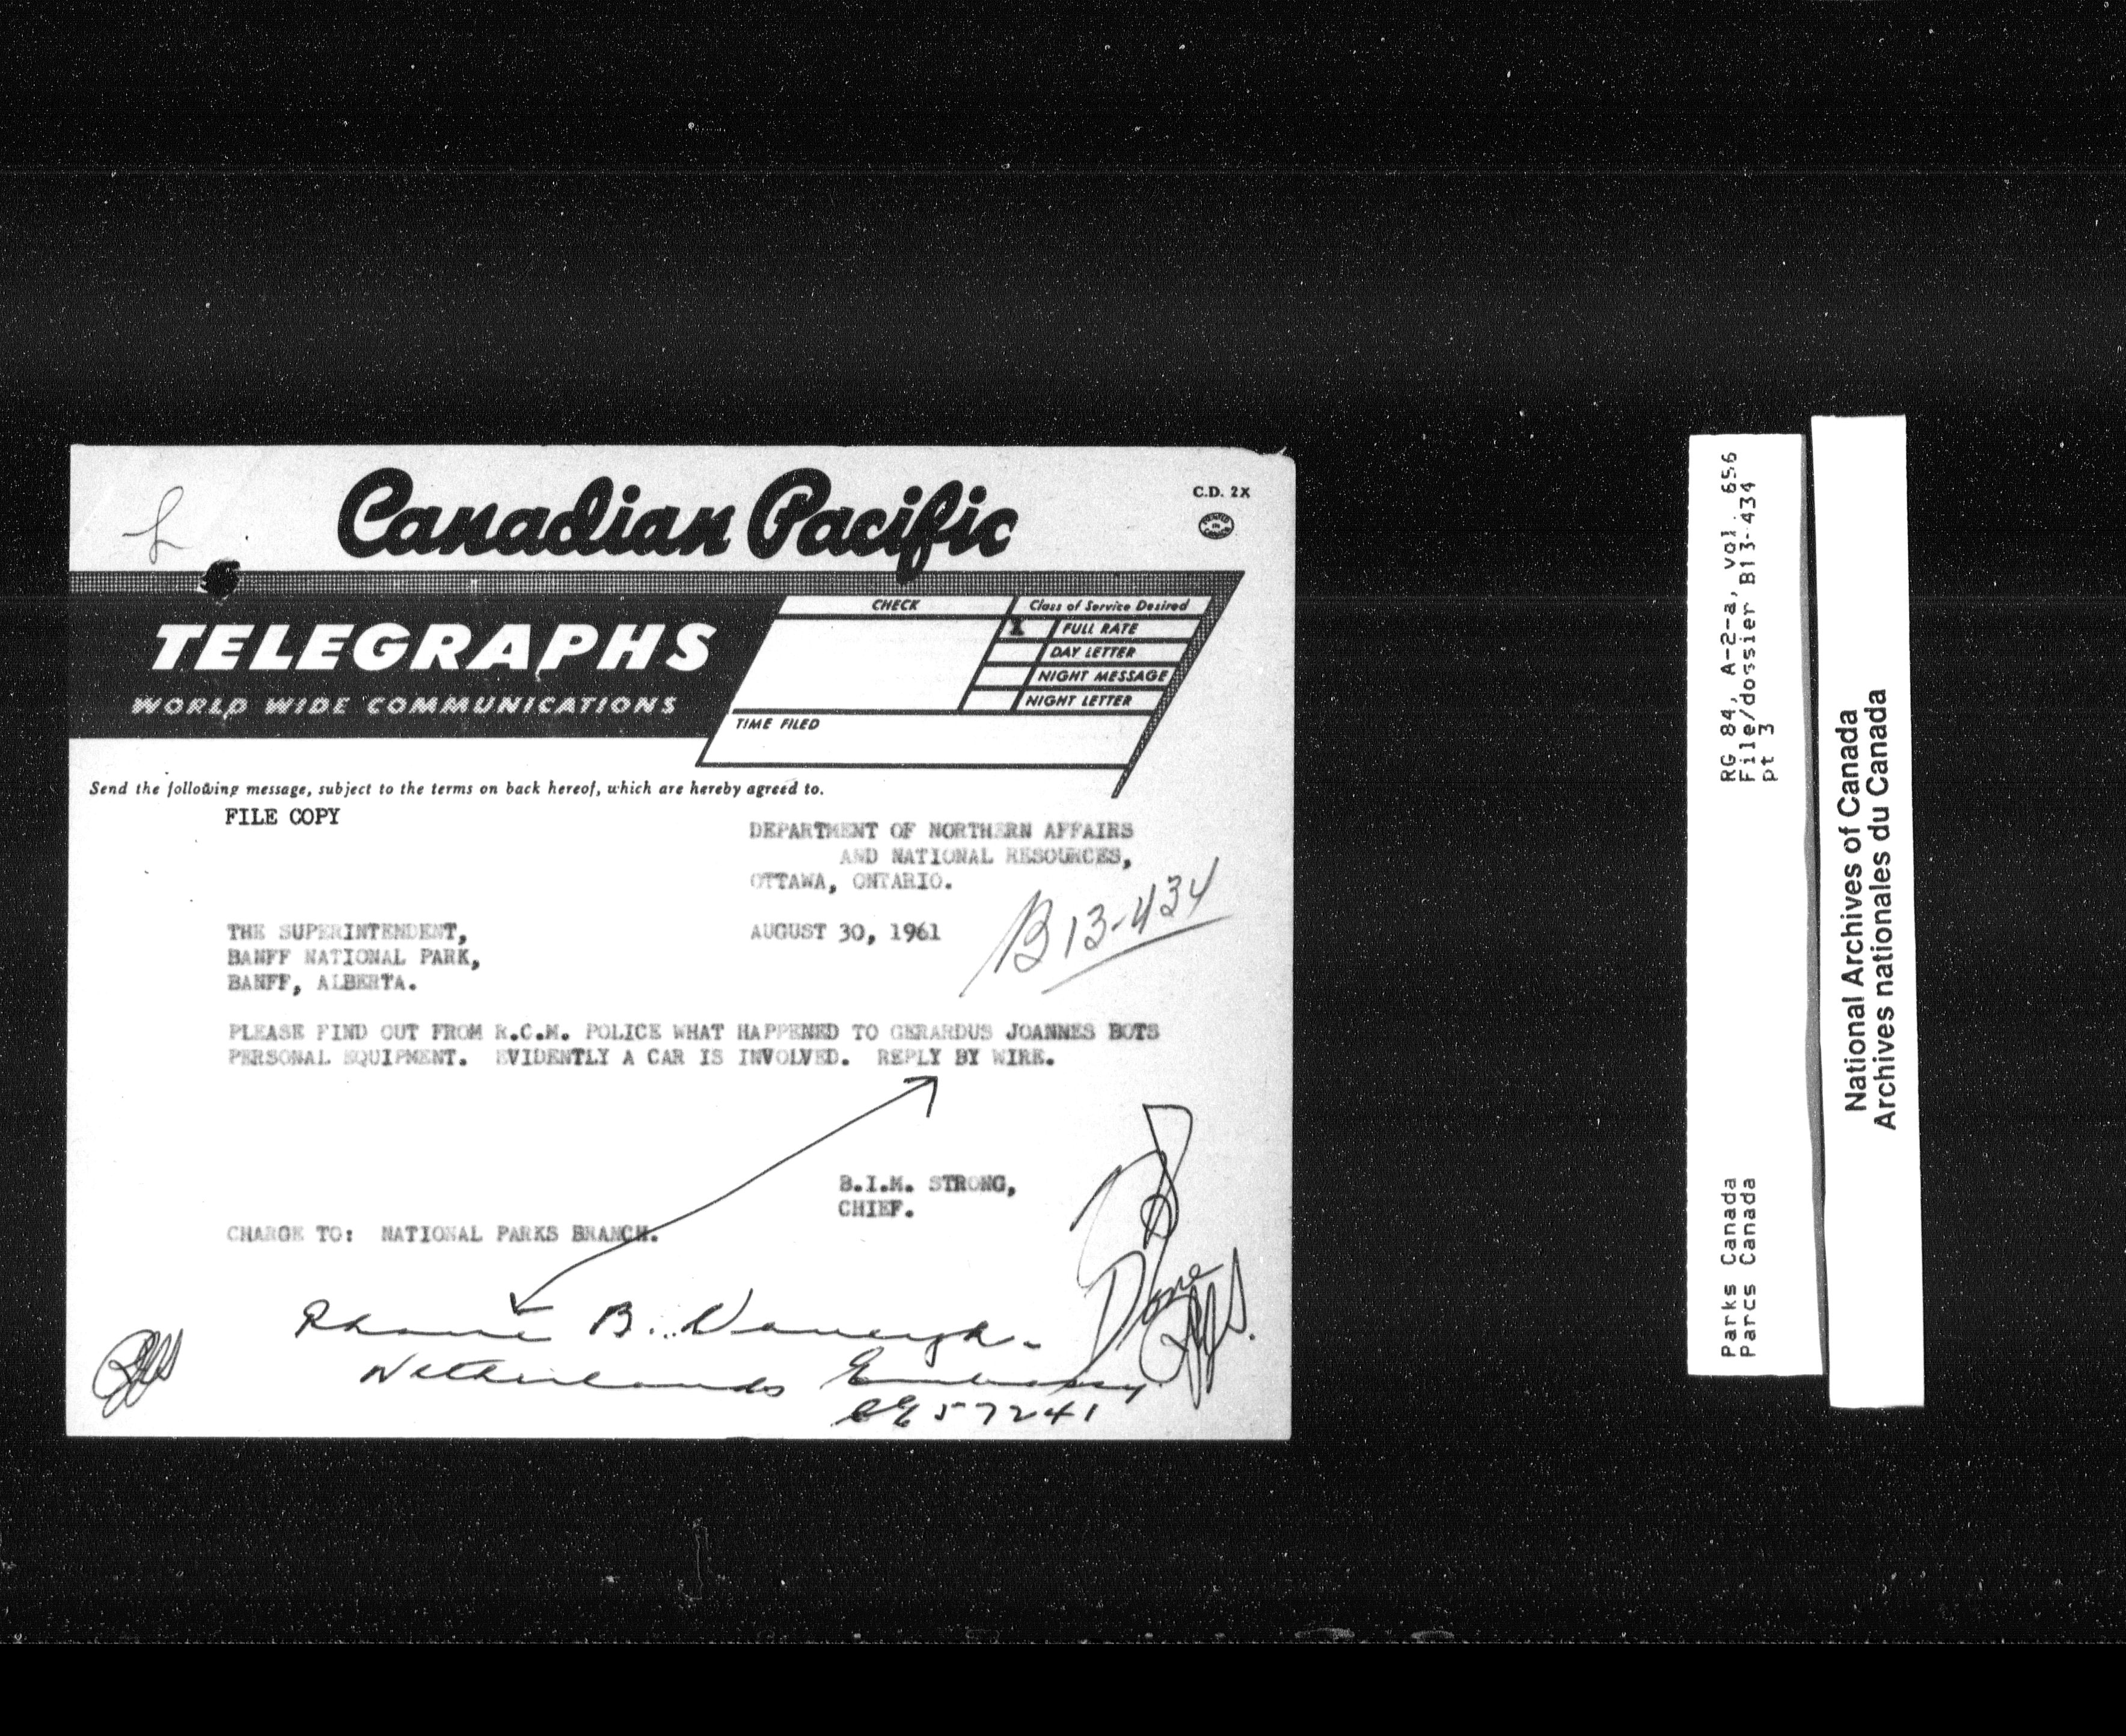 Canadian Pacific
C.D. 2X
TELEGRAPHS
WORLD WIDE COMMUNICATIONS
CHECK
Class of Service Desired
X FULL RATE
DAY LETTER
NIGHT MESSAGE
NIGHT LETTER
TIME FILED
Send the following message, subject to the terms on back hereof, which are hereby agreed to.
FILE COPY
DEPARTMENT OF NORTHERN AFFAIRS
AND NATIONAL RESOURCES,
OTTAWA, ONTARIO.
B13-434
THE SUPERINTENDENT,
BANFF NATIONAL PARK,
BANFF, ALBERTA.
AUGUST 30, 1961
PLEASE FIND OUT FROM R.C.M. POLICE WHAT HAPPENED TO GERARDUS JOANNES BOTS
PERSONAL EQUIPMENT. EVIDENTLY A CAR IS INVOLVED. REPLY BY WIRE.
B.I.M. STRONG,
CHIEF.
CHARGE TO: NATIONAL PARKS BRANCH.
Done
Phone B.
Netherlands Embassy
57241
RG 84, A-2-a, vol. 656
File/dossier B13-434
pt 3
Parks Canada
Parcs Canada
National Archives of Canada
Archives nationales du Canada